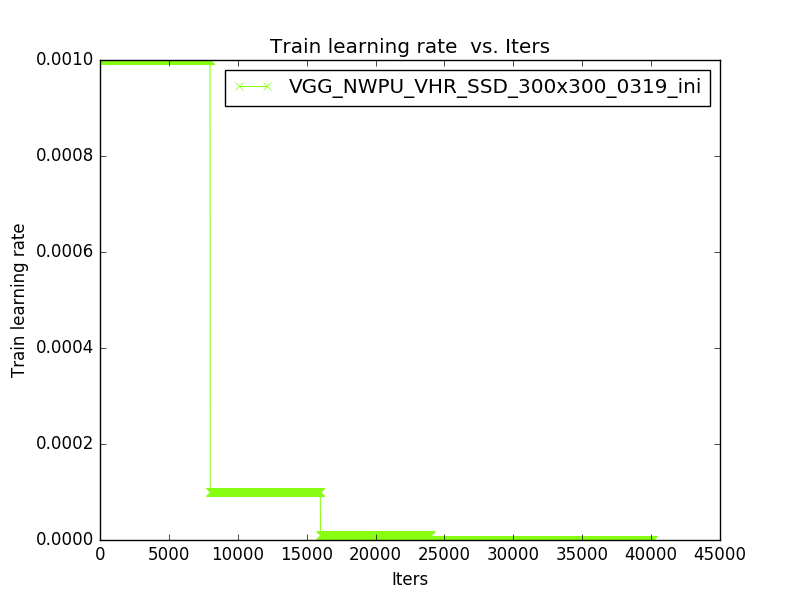 Train learning rate  vs. Iters
VGG_NWPU_VHR_SSD_300x300_0319_ini
Train learning rate
0.0010
0.0008
0.0006
0.0004
0.0002
0.0000
0 5000 10000 15000 20000 25000 30000 35000 40000 45000
Iters